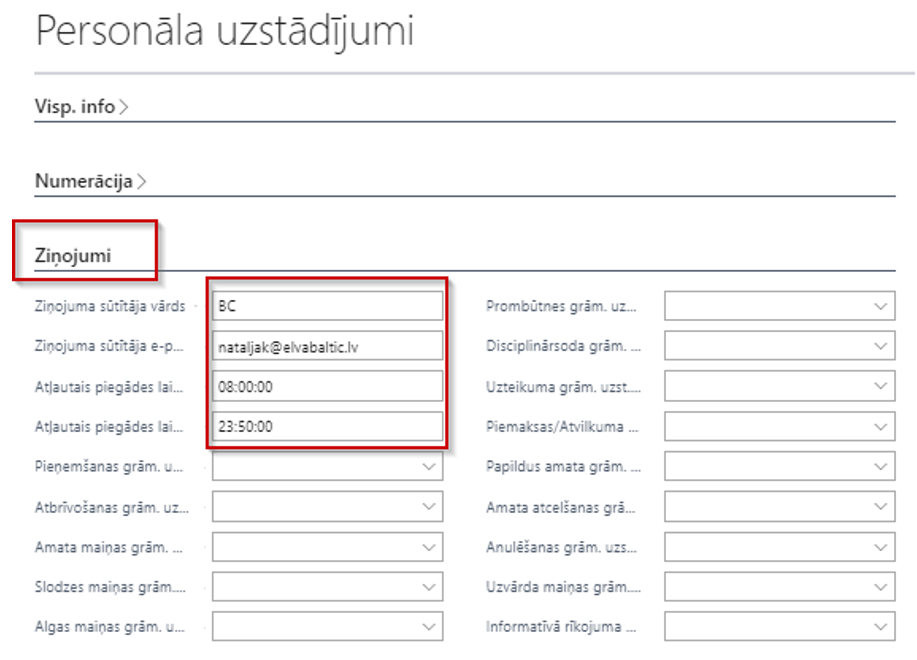 Personāla uzstādījumi
Visp. info
Numerācija
Ziņojumi
Ziņojuma sūtītāja vārds BC
Ziņojuma sūtītāja e-p... nataljak@elvabaltic.lv
Atļautais piegādes lai... 08:00:00
Atļautais piegādes lai... 23:50:00
Pieņemšanas grām. u...
Atbrīvošanas grām. uz...
Amata maiņas grām. ...
Slodzes maiņas grām....
Algas maiņas grām. u...
Prombūtnes grām. uz...
Disciplinārsoda grām. ...
Uzteikuma grām. uzst....
Piemaksas/Atvilkuma ...
Papildus amata grām. ...
Amata atcelšanas grā...
Anulēšanas grām. uzs...
Uzvārda maiņas grām....
Informatīvā rīkojuma ...